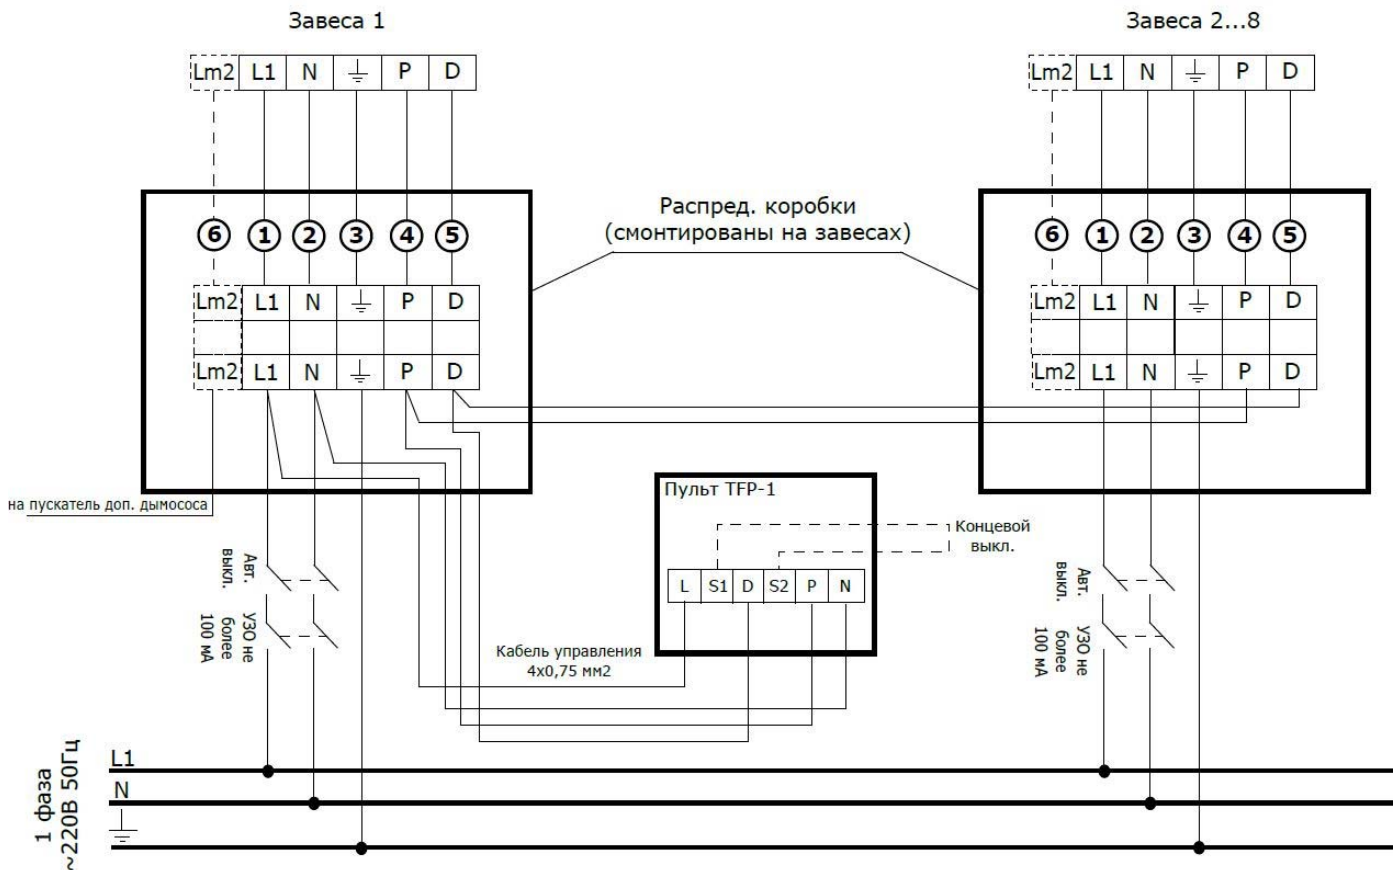 Завеса 1
Завеса 2...8
Lm2 L1 N P D
Lm2 L1 N P D
Распред. коробки
(смонтированы на завесах)
6 1 2 3 4 5
6 1 2 3 4 5
Lm2 L1 N P D
Lm2 L1 N P D
Lm2 L1 N P D
Lm2 L1 N P D
на пускатель доп. дымососа
Пульт TFP-1
Концевой
выкл.
L S1 D S2 P N
Авт.
выкл.
УЗО не
более
100 мА
Кабель управления
4х0,75 мм2
Авт.
выкл.
УЗО не
более
100 мА
1 фаза
~220В 50Гц
L1
N